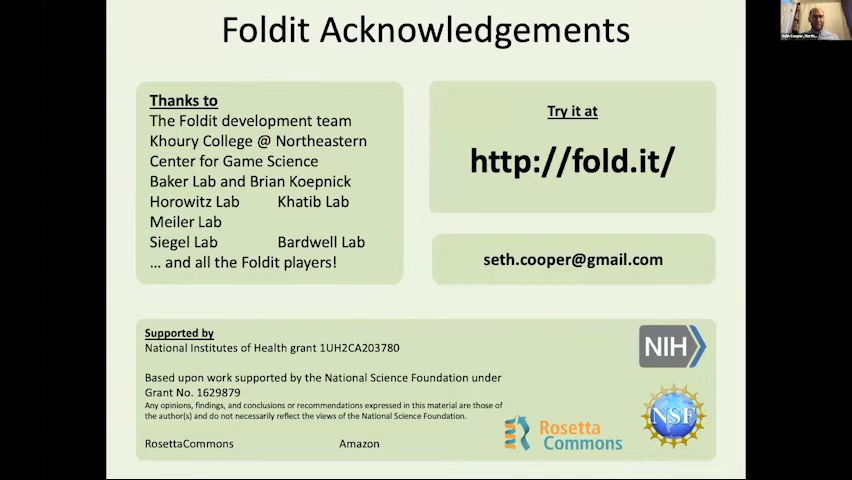 Foldit Acknowledgements
Thanks to
The Foldit development team
Khoury College @ Northeastern
Center for Game Science
Baker Lab and Brian Koepnick
Horowitz Lab Khatib Lab
Meiler Lab
Siegel Lab Bardwell Lab
… and all the Foldit players!
Try it at
http://fold.it/
seth.cooper@gmail.com
Supported by
National Institutes of Health grant 1UH2CA203780
Based upon work supported by the National Science Foundation under
Grant No. 1629879
Any opinions, findings, and conclusions or recommendations expressed in this material are those of
the author(s) and do not necessarily reflect the views of the National Science Foundation.
RosettaCommons Amazon
Rosetta
Commons
NIH
NSF
Seth Cooper,